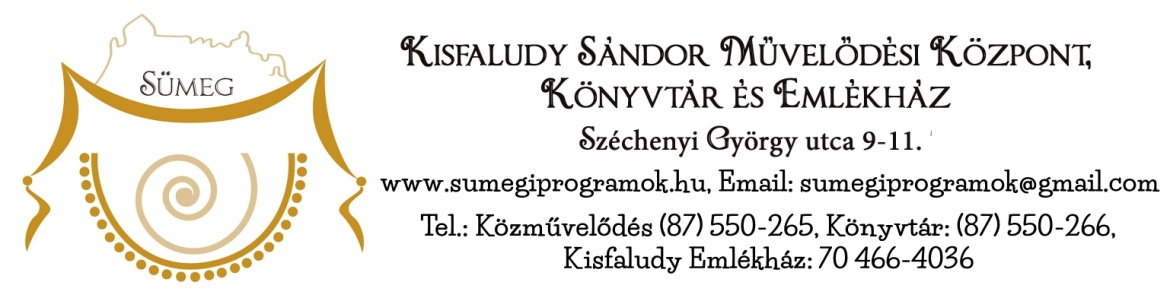 SÜMEG
KISFALUDY SÁNDOR MŰVELŐDÉSI KÖZPONT,
KÖNYVTÁR ÉS EMLÉKHÁZ
Széchenyi György utca 9-11.
www.sumegiprogramok.hu, Email: sumegiprogramok@gmail.com
Tel.: Közművelődés (87) 550-265, Könyvtár: (87) 550-266,
Kisfaludy Emlékház: 70 466-4036